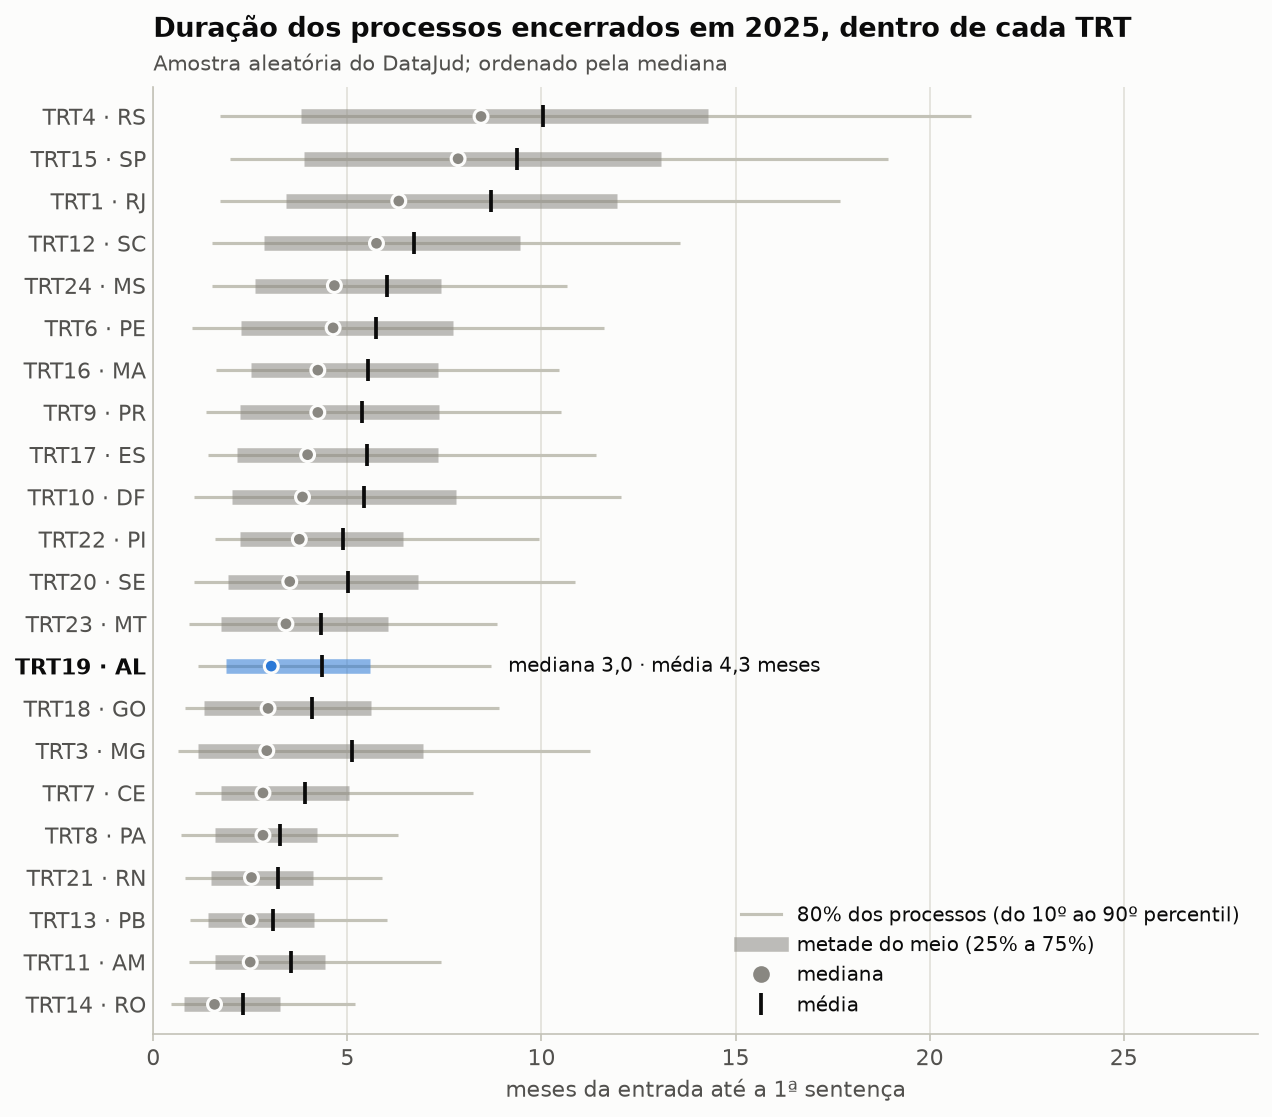 Duração dos processos encerrados em 2025, dentro de cada TRT
Amostra aleatória do DataJud; ordenado pela mediana
TRT4 · RS
TRT15 · SP
TRT1 · RJ
TRT12 · SC
TRT24 · MS
TRT6 · PE
TRT16 · MA
TRT9 · PR
TRT17 · ES
TRT10 · DF
TRT22 · PI
TRT20 · SE
TRT23 · MT
TRT19 · AL
mediana 3,0 · média 4,3 meses
TRT18 · GO
TRT3 · MG
TRT7 · CE
TRT8 · PA
TRT21 · RN
TRT13 · PB
TRT11 · AM
TRT14 · RO
80% dos processos (do 10º ao 90º percentil)
metade do meio (25% a 75%)
mediana
média
0 5 10 15 20 25
meses da entrada até a 1ª sentença